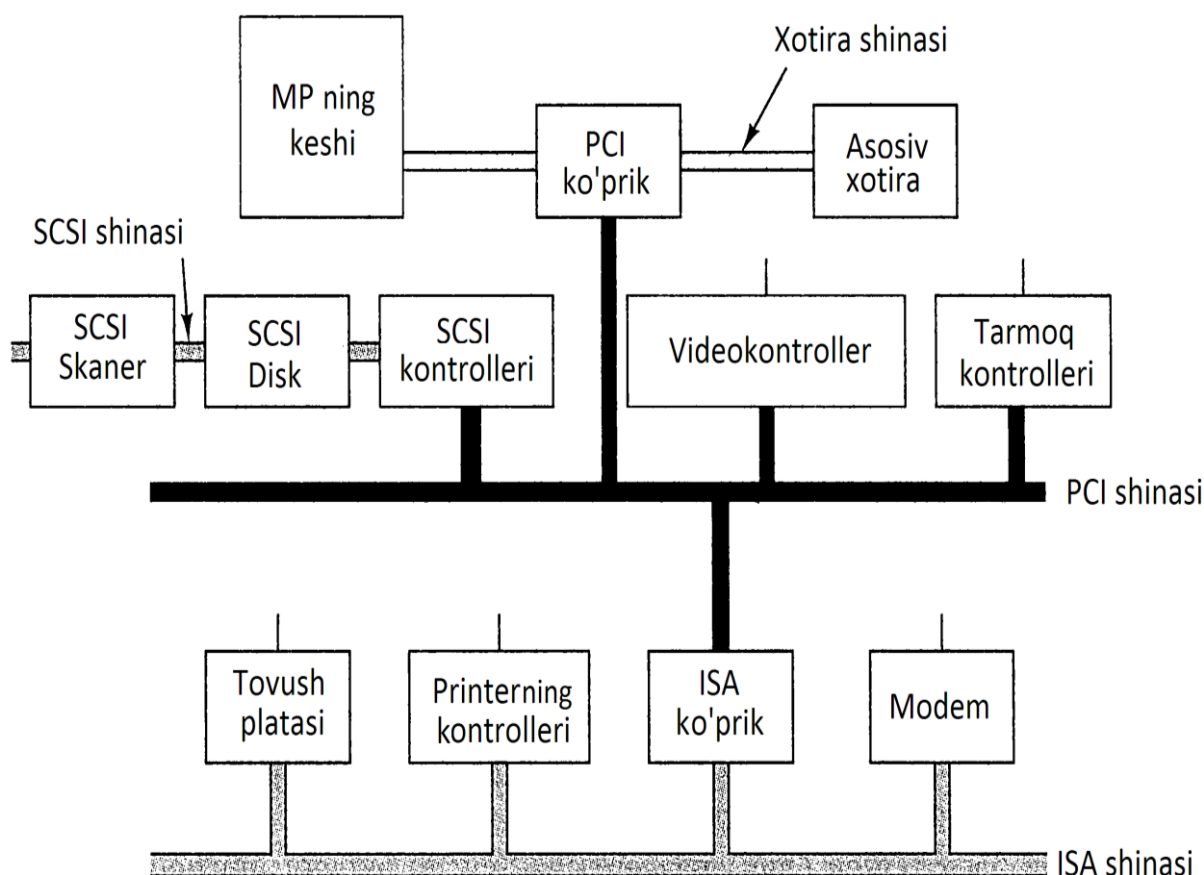 Xotira shinasi
MP ning
keshi
PCI
ko'prik
Asosiv
xotira
SCSI shinasi
SCSI
Skaner
SCSI
Disk
SCSI
kontrolleri
Videokontroller
Tarmoq
kontrolleri
PCI shinasi
Tovush
platasi
Printerning
kontrolleri
ISA
ko'prik
Modem
ISA shinasi